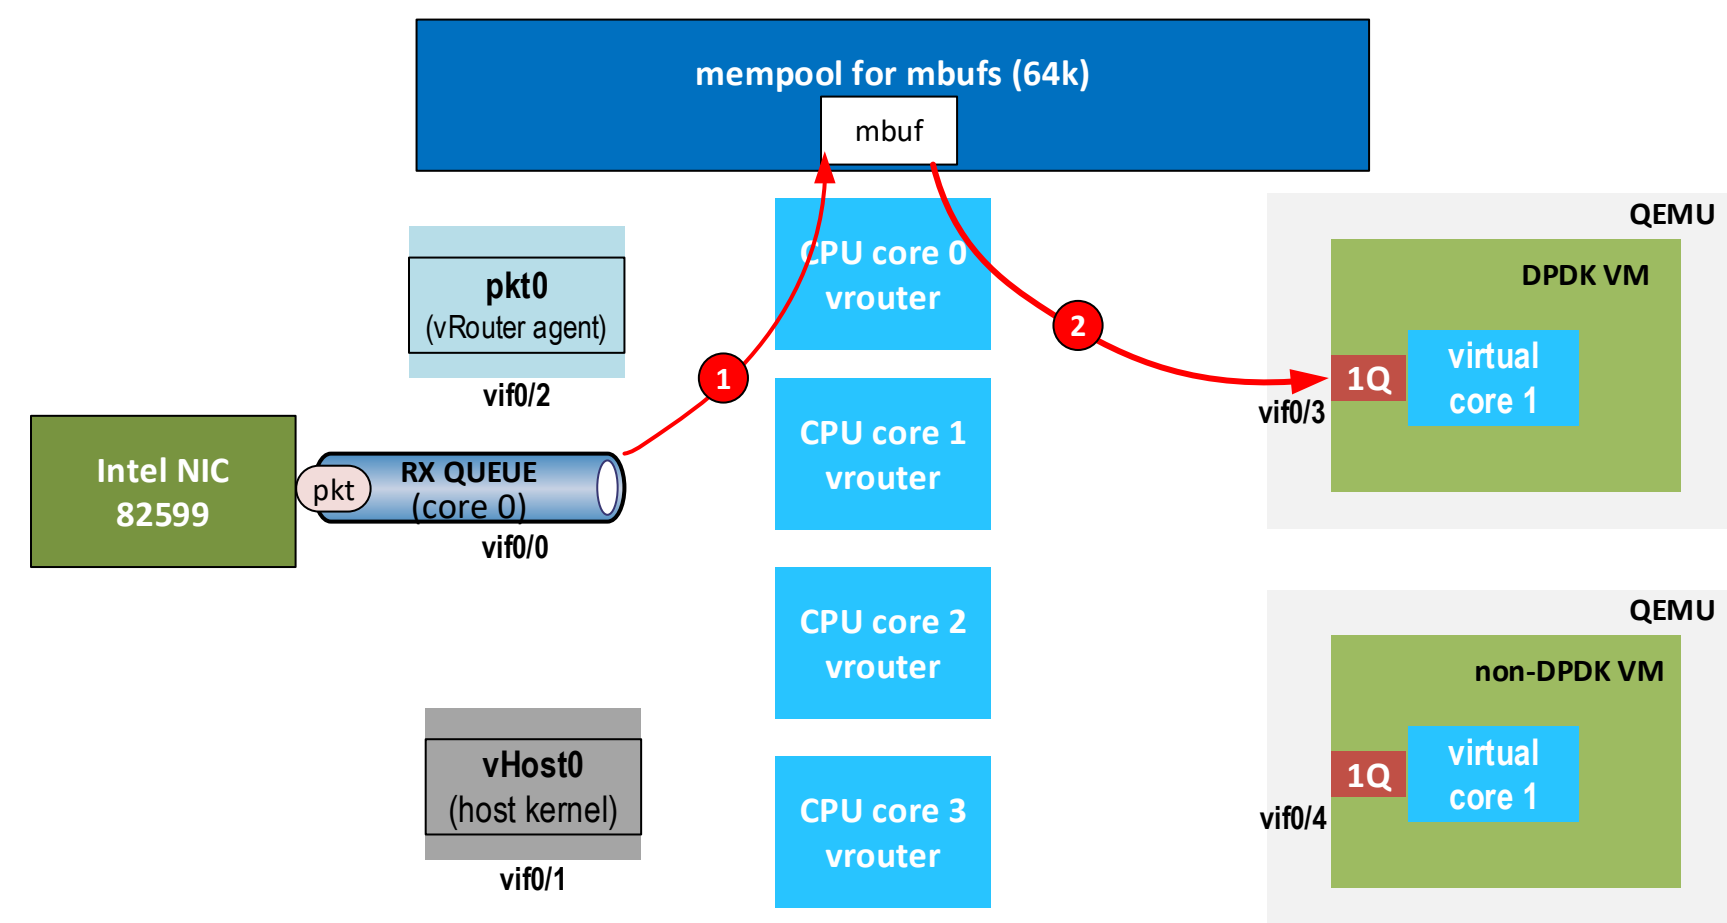 mempool for mbufs (64k)
mbuf
QEMU
DPDK VM
CPU core 0
vrouter
pkt0
(vRouter agent)
vif0/2
1
2
1Q
virtual
core 1
vif0/3
CPU core 1
vrouter
Intel NIC
82599
pkt
RX QUEUE
(core 0)
vif0/0
CPU core 2
vrouter
QEMU
non-DPDK VM
1Q
virtual
core 1
vif0/4
vHost0
(host kernel)
vif0/1
CPU core 3
vrouter